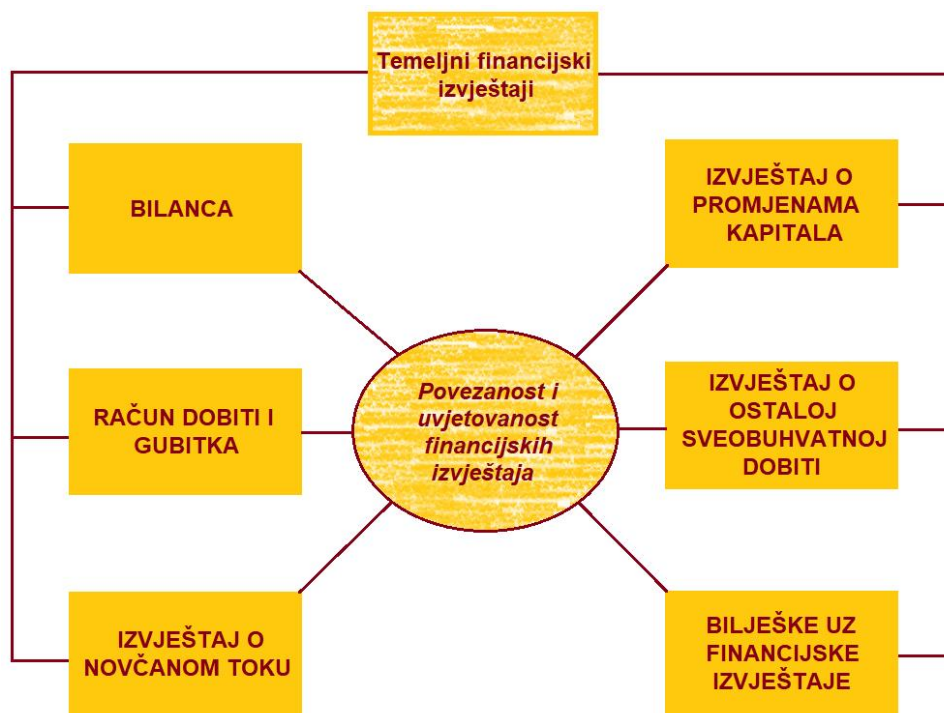 Temeljni financijski
izvještaji
BILANCA
IZVJEŠTAJ O
PROMJENAMA
KAPITALA
RAČUN DOBITI I
GUBITKA
Povezanost i
uvjetovanost
financijskih
izvještaja
IZVJEŠTAJ O
OSTALOJ
SVEOBUHVATNOJ
DOBITI
IZVJEŠTAJ O
NOVČANOM TOKU
BILJEŠKE UZ
FINANCIJSKE
IZVJEŠTAJE